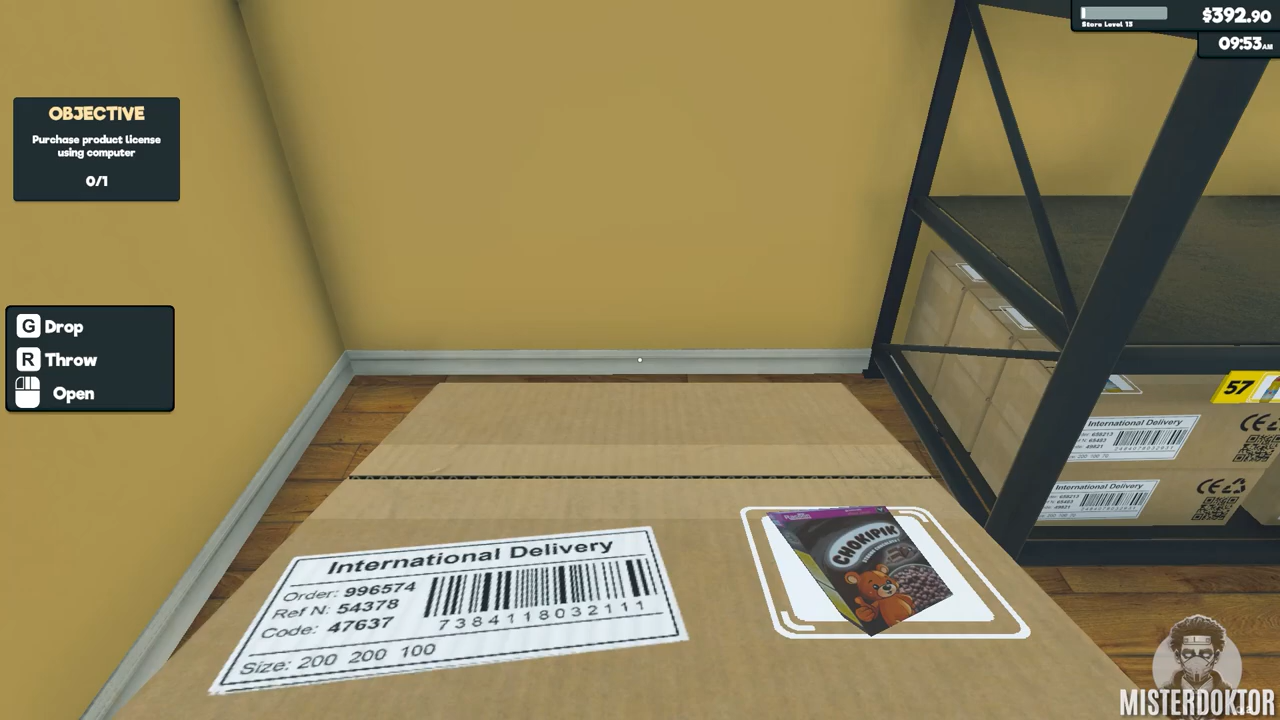 $392.90
Store Level 15
09:53AM
OBJECTIVE
Purchase product license
using computer
0/1
G Drop
R Throw
Open
57
International Delivery
International Delivery
International Delivery
Order: 996574
Ref N: 54378
Code: 47637
7384118032111
Size: 200 200 100
CHOKIPIK
MISTERDOKTOR